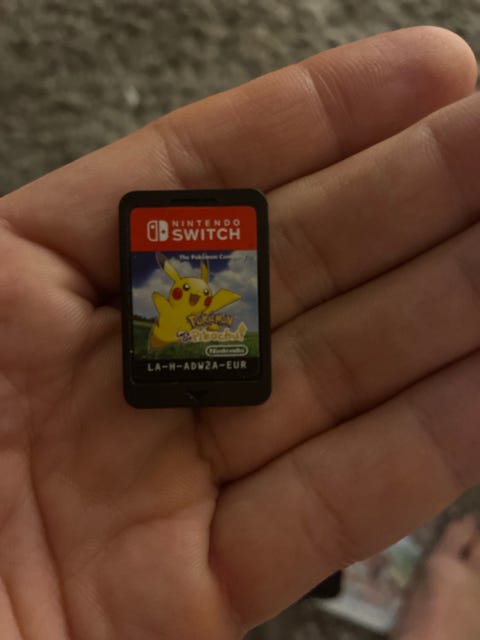 NINTENDO
SWITCH
The Pokémon Company
Pokémon
Let's Go
Pikachu!
Nintendo
LA-H-ADW2A-EUR